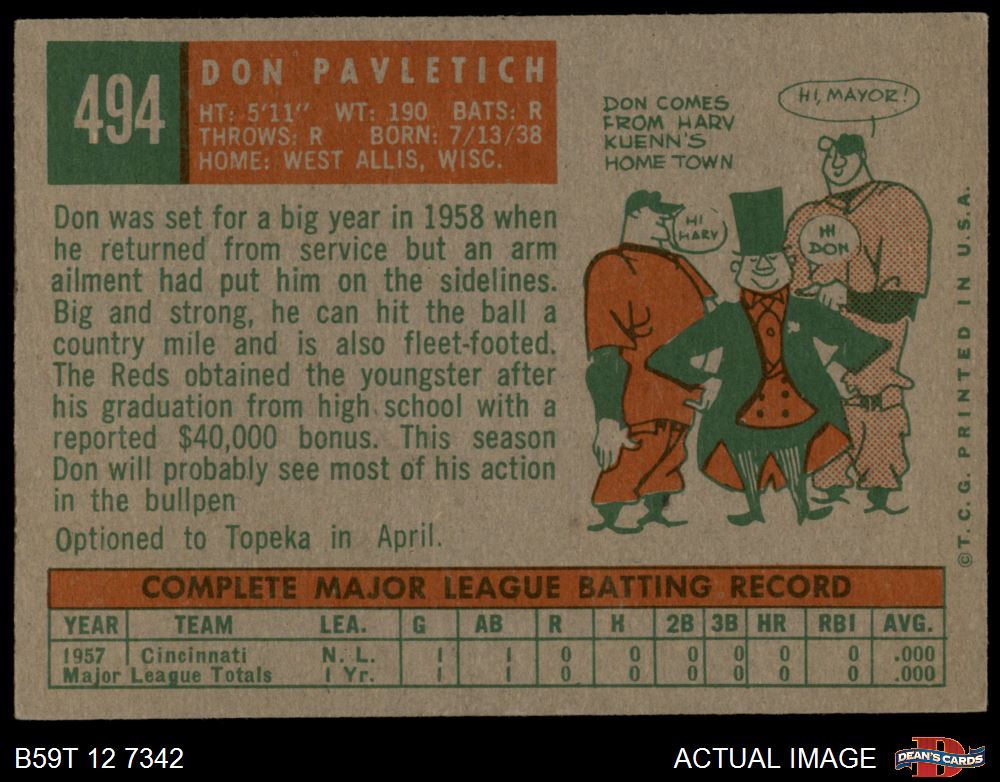 494
DON PAVLETICH
HT: 5'11" WT: 190 BATS: R
THROWS: R BORN: 7/13/38
HOME: WEST ALLIS, WISC.
Don was set for a big year in 1958 when
he returned from service but an arm
ailment had put him on the sidelines.
Big and strong, he can hit the ball a
country mile and is also fleet-footed.
The Reds obtained the youngster after
his graduation from high school with a
reported $40,000 bonus. This season
Don will probably see most of his action
in the bullpen
Optioned to Topeka in April.
DON COMES
FROM HARV
KUENN'S
HOME TOWN
HI, MAYOR!
HI
HARV
HI
DON
©T.C.G. PRINTED IN U.S.A.
COMPLETE MAJOR LEAGUE BATTING RECORD
YEAR TEAM LEA. G AB R H 2B 3B HR RBI AVG.
1957 Cincinnati N. L. 1 1 0 0 0 0 0 0 .000
Major League Totals 1 Yr. 1 1 0 0 0 0 0 0 .000
B59T 12 7342
ACTUAL IMAGE
D
DEAN'S CARDS